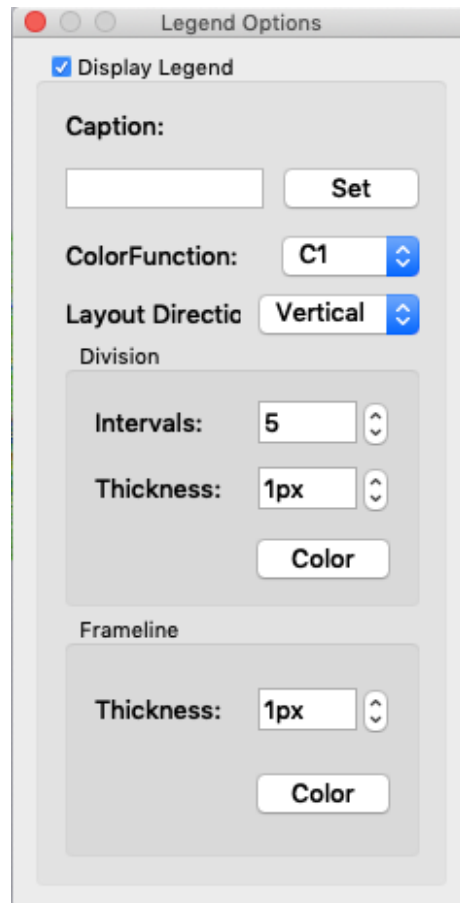 Legend Options
Display Legend
Caption:
Set
ColorFunction: C1
Layout Directio Vertical
Division
Intervals: 5
Thickness: 1px
Color
Frameline
Thickness: 1px
Color